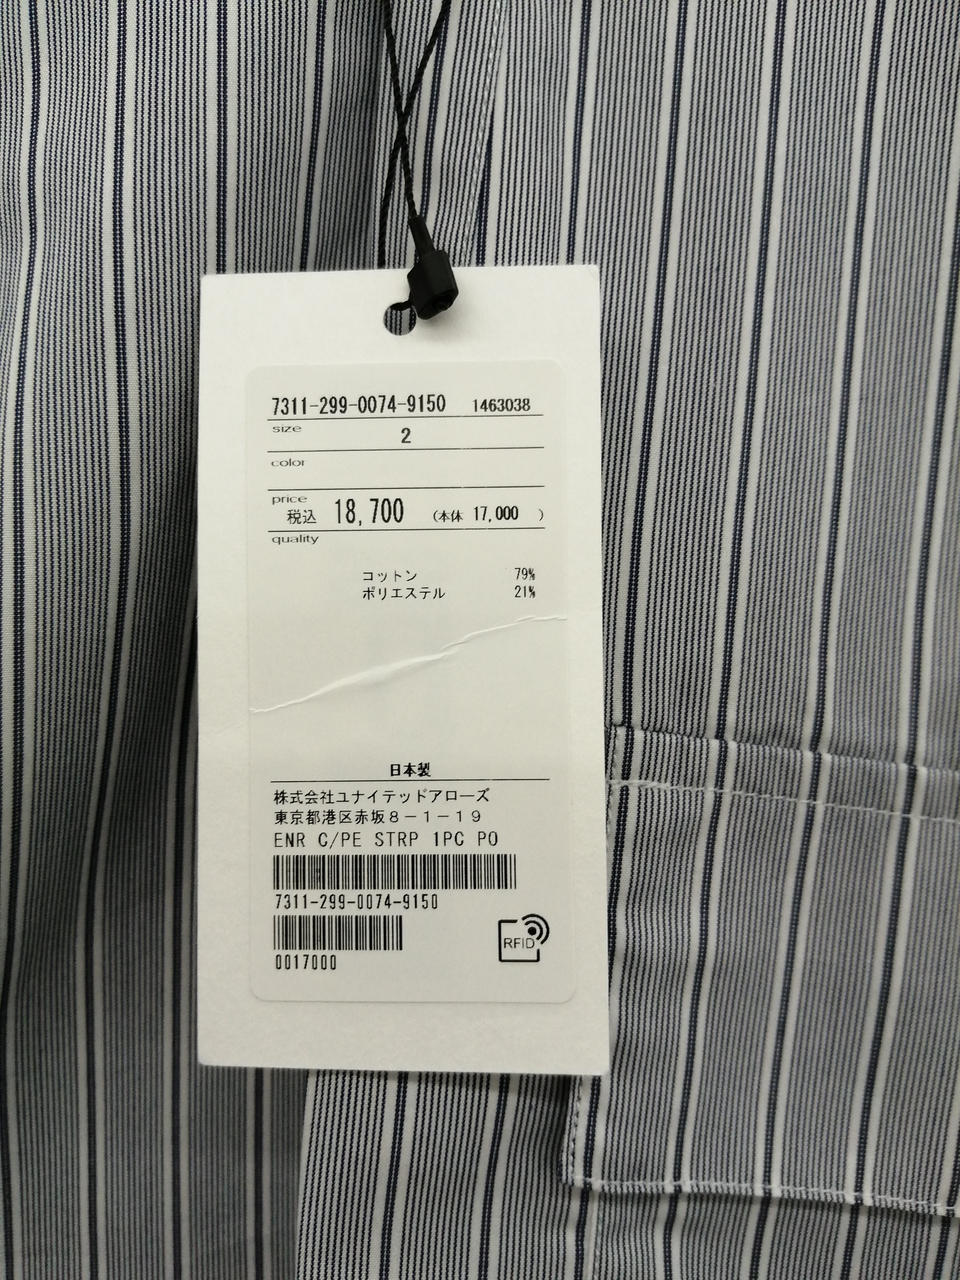 7311-299-0074-9150 1463038
size 2
color
price
税込 18,700 (本体 17,000 )
quality
コットン 79%
ポリエステル 21%
日本製
株式会社ユナイテッドアローズ
東京都港区赤坂8-1-19
ENR C/PE STRP 1PC PO
7311-299-0074-9150
RFID
0017000